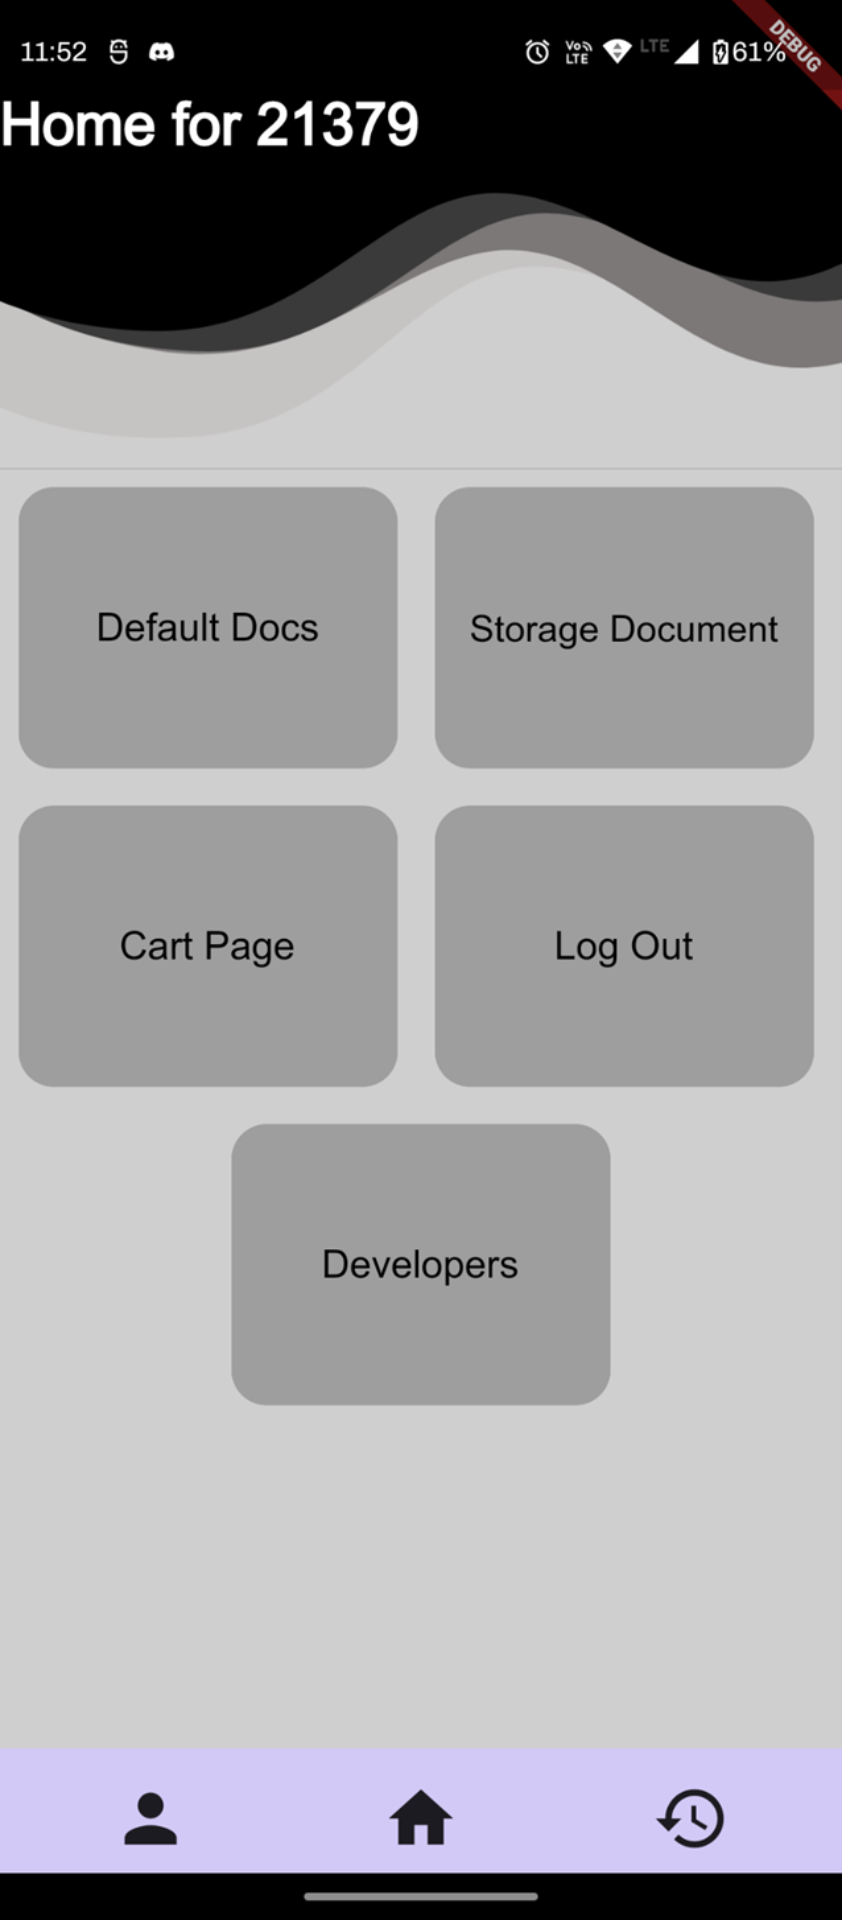 11:52
Vo LTE LTE 61%
DEBUG
Home for 21379
Default Docs
Storage Document
Cart Page
Log Out
Developers